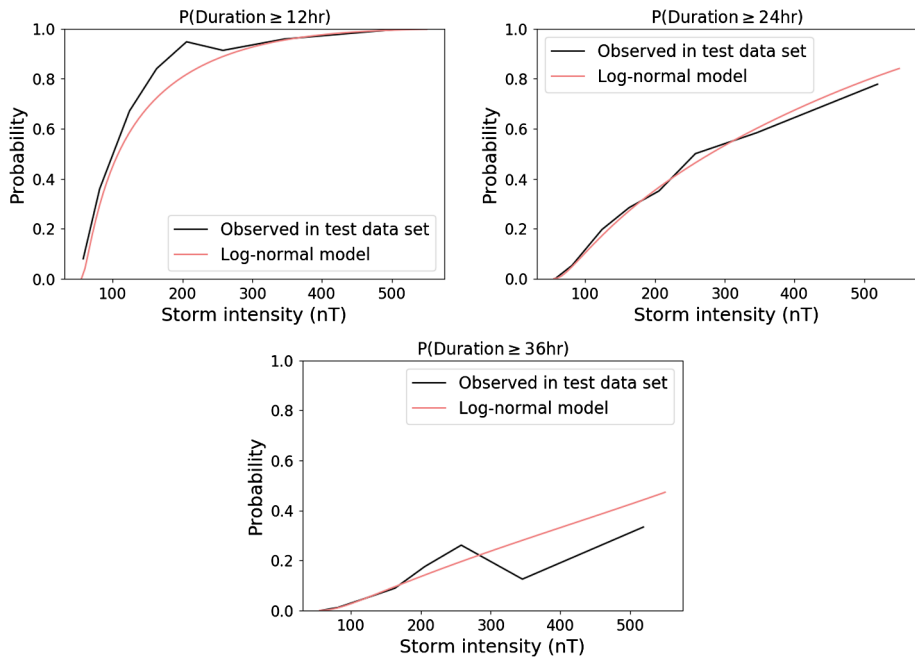 P(Duration ≥ 12hr)
Probability
1.0
0.8
0.6
0.4
0.2
0.0
Observed in test data set
Log-normal model
100 200 300 400 500
Storm intensity (nT)
P(Duration ≥ 24hr)
Probability
1.0
0.8
0.6
0.4
0.2
0.0
Observed in test data set
Log-normal model
100 200 300 400 500
Storm intensity (nT)
P(Duration ≥ 36hr)
Probability
1.0
0.8
0.6
0.4
0.2
0.0
Observed in test data set
Log-normal model
100 200 300 400 500
Storm intensity (nT)